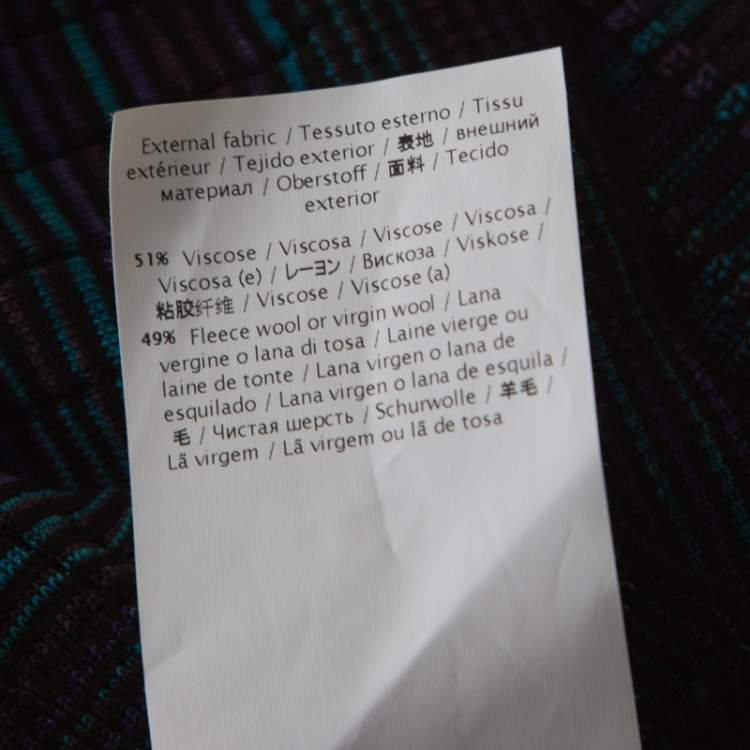 External fabric / Tessuto esterno / Tissu
extérieur / Tejido exterior / 表地 / внешний
материал / Oberstoff / 面料 / Tecido
exterior
51% Viscose / Viscosa / Viscose / Viscosa /
Viscosa (e) / レーヨン / Вискоза / Viskose /
粘胶纤维 / Viscose / Viscose (a)
49% Fleece wool or virgin wool / Lana
vergine o lana di tosa / Laine vierge ou
laine de tonte / Lana virgen o lana de
esquilado / Lana virgen o lana de esquila /
毛 / Чистая шерсть / Schurwolle / 羊毛 /
Lã virgem / Lã virgem ou lã de tosa